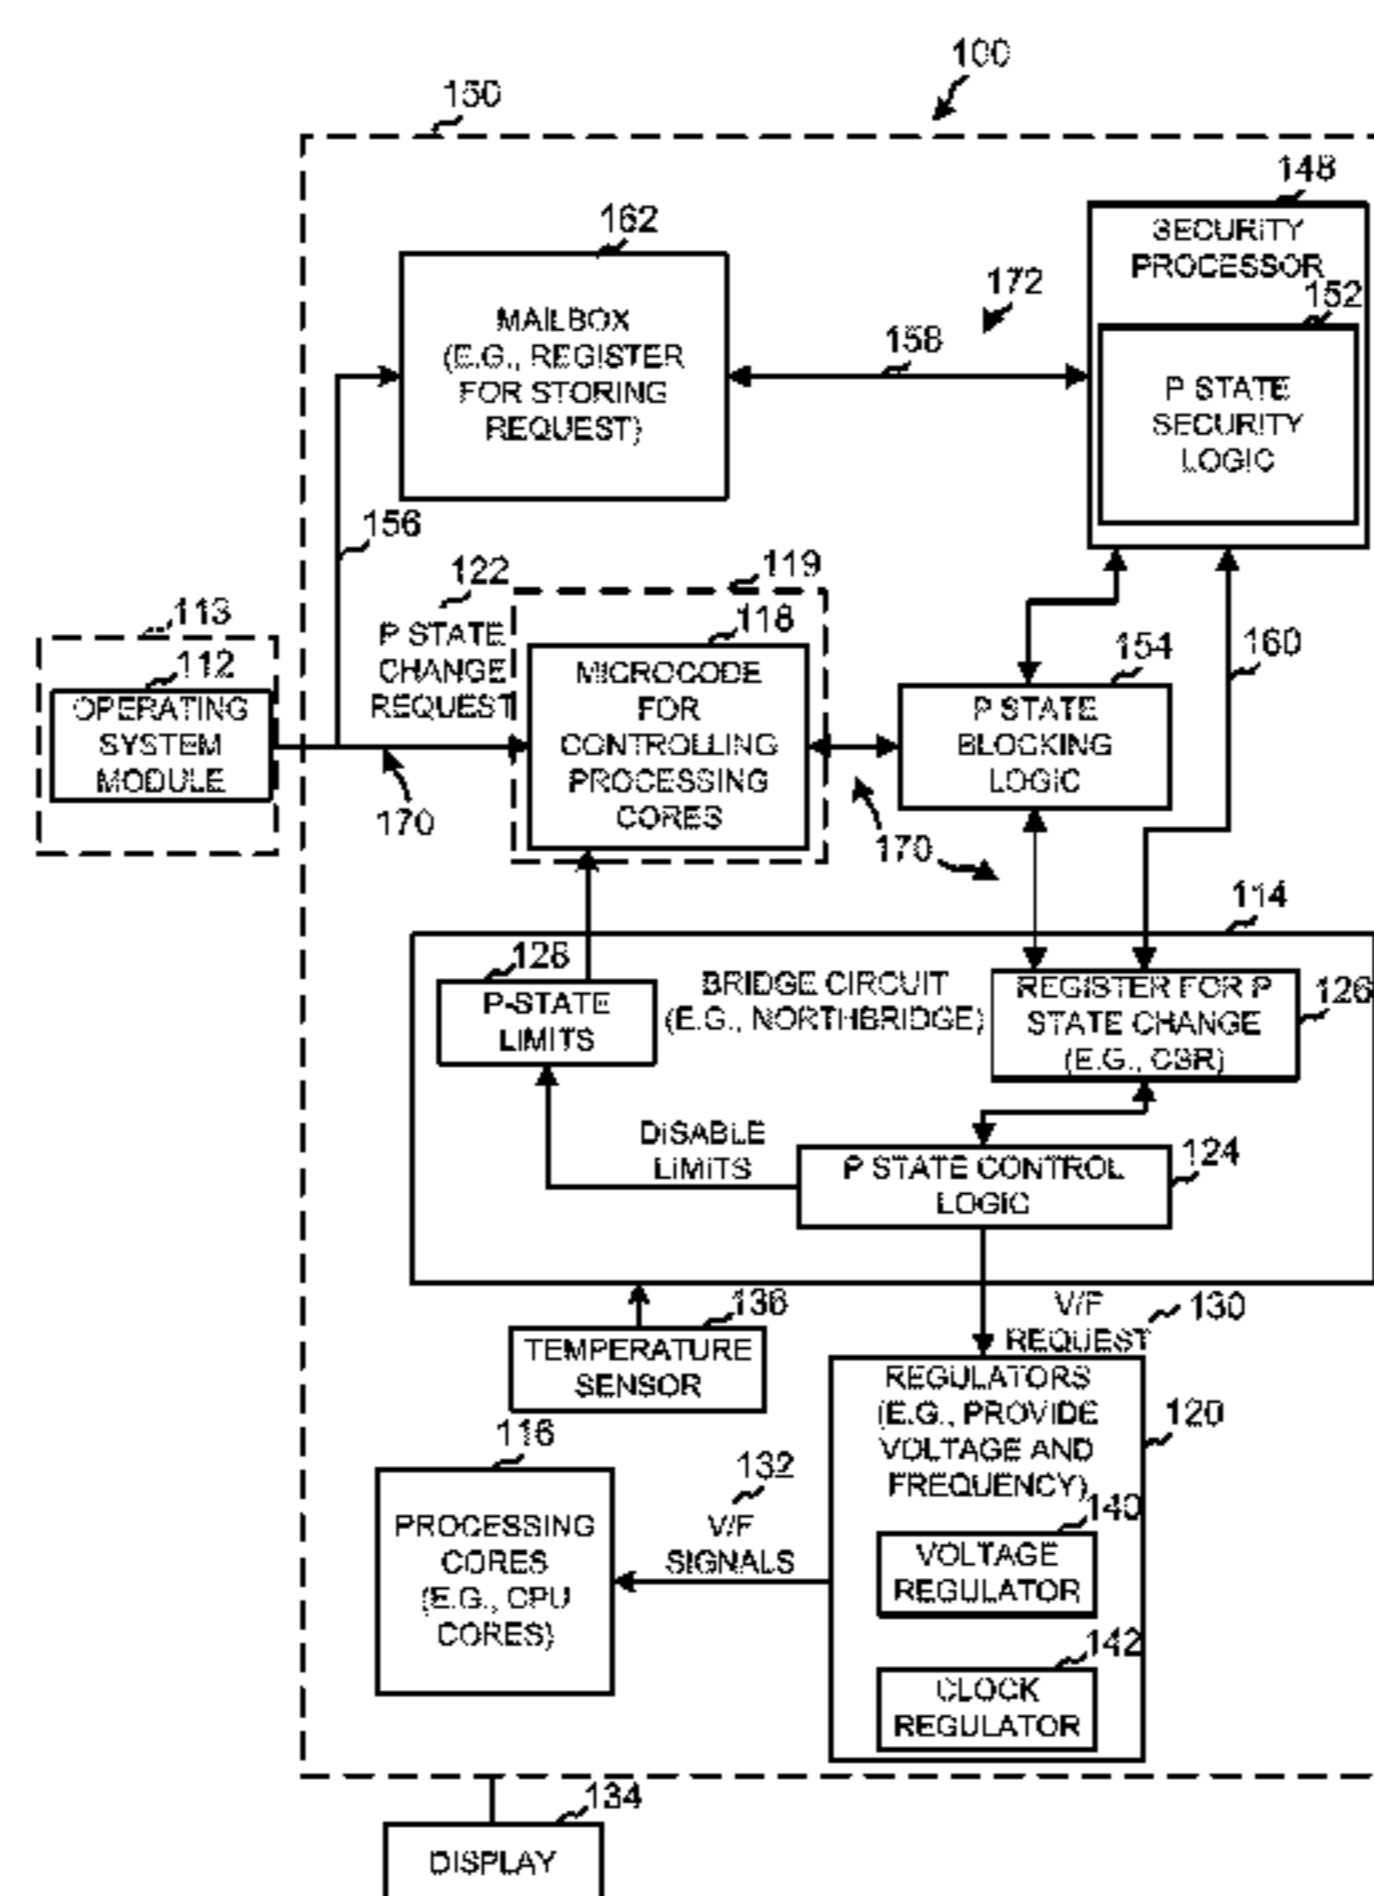 100
150
148
SECURITY
PROCESSOR
152
P STATE
SECURITY
LOGIC
162
MAILBOX
(E.G., REGISTER
FOR STORING
REQUEST)
172
158
156
122
P STATE
CHANGE
REQUEST
119
118
MICROCODE
FOR
CONTROLLING
PROCESSING
CORES
113
112
OPERATING
SYSTEM
MODULE
170
154
P STATE
BLOCKING
LOGIC
160
170
114
128
P-STATE
LIMITS
BRIDGE CIRCUIT
(E.G., NORTHBRIDGE)
REGISTER FOR P
STATE CHANGE
(E.G., CSR)
126
DISABLE
LIMITS
P STATE CONTROL
LOGIC
124
136
TEMPERATURE
SENSOR
V/F
REQUEST
130
REGULATORS
(E.G., PROVIDE
VOLTAGE AND
FREQUENCY)
120
116
PROCESSING
CORES
(E.G., CPU
CORES)
132
V/F
SIGNALS
140
VOLTAGE
REGULATOR
142
CLOCK
REGULATOR
134
DISPLAY